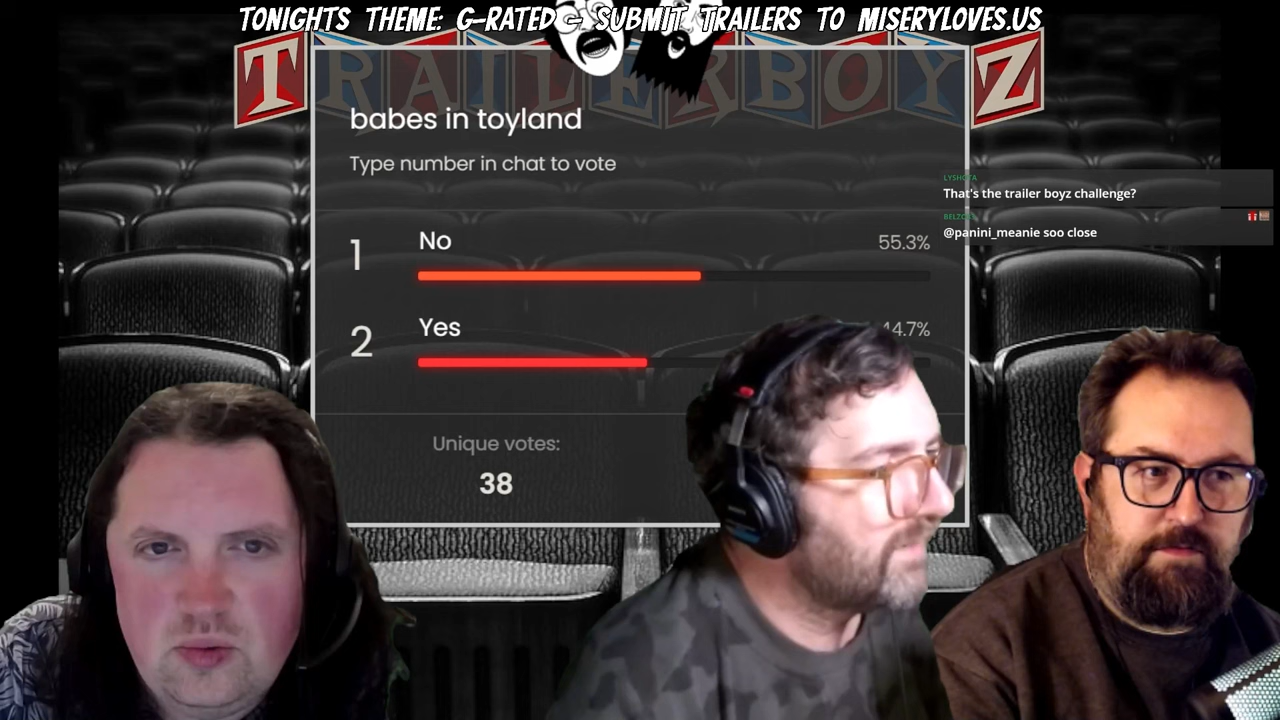 TONIGHTS THEME: G-RATED - SUBMIT TRAILERS TO MISERYLOVES.US
TRAILERBOYZ
babes in toyland
Type number in chat to vote
1 No 55.3%
2 Yes 44.7%
Unique votes:
38
That's the trailer boyz challenge?
@panini_meanie soo close